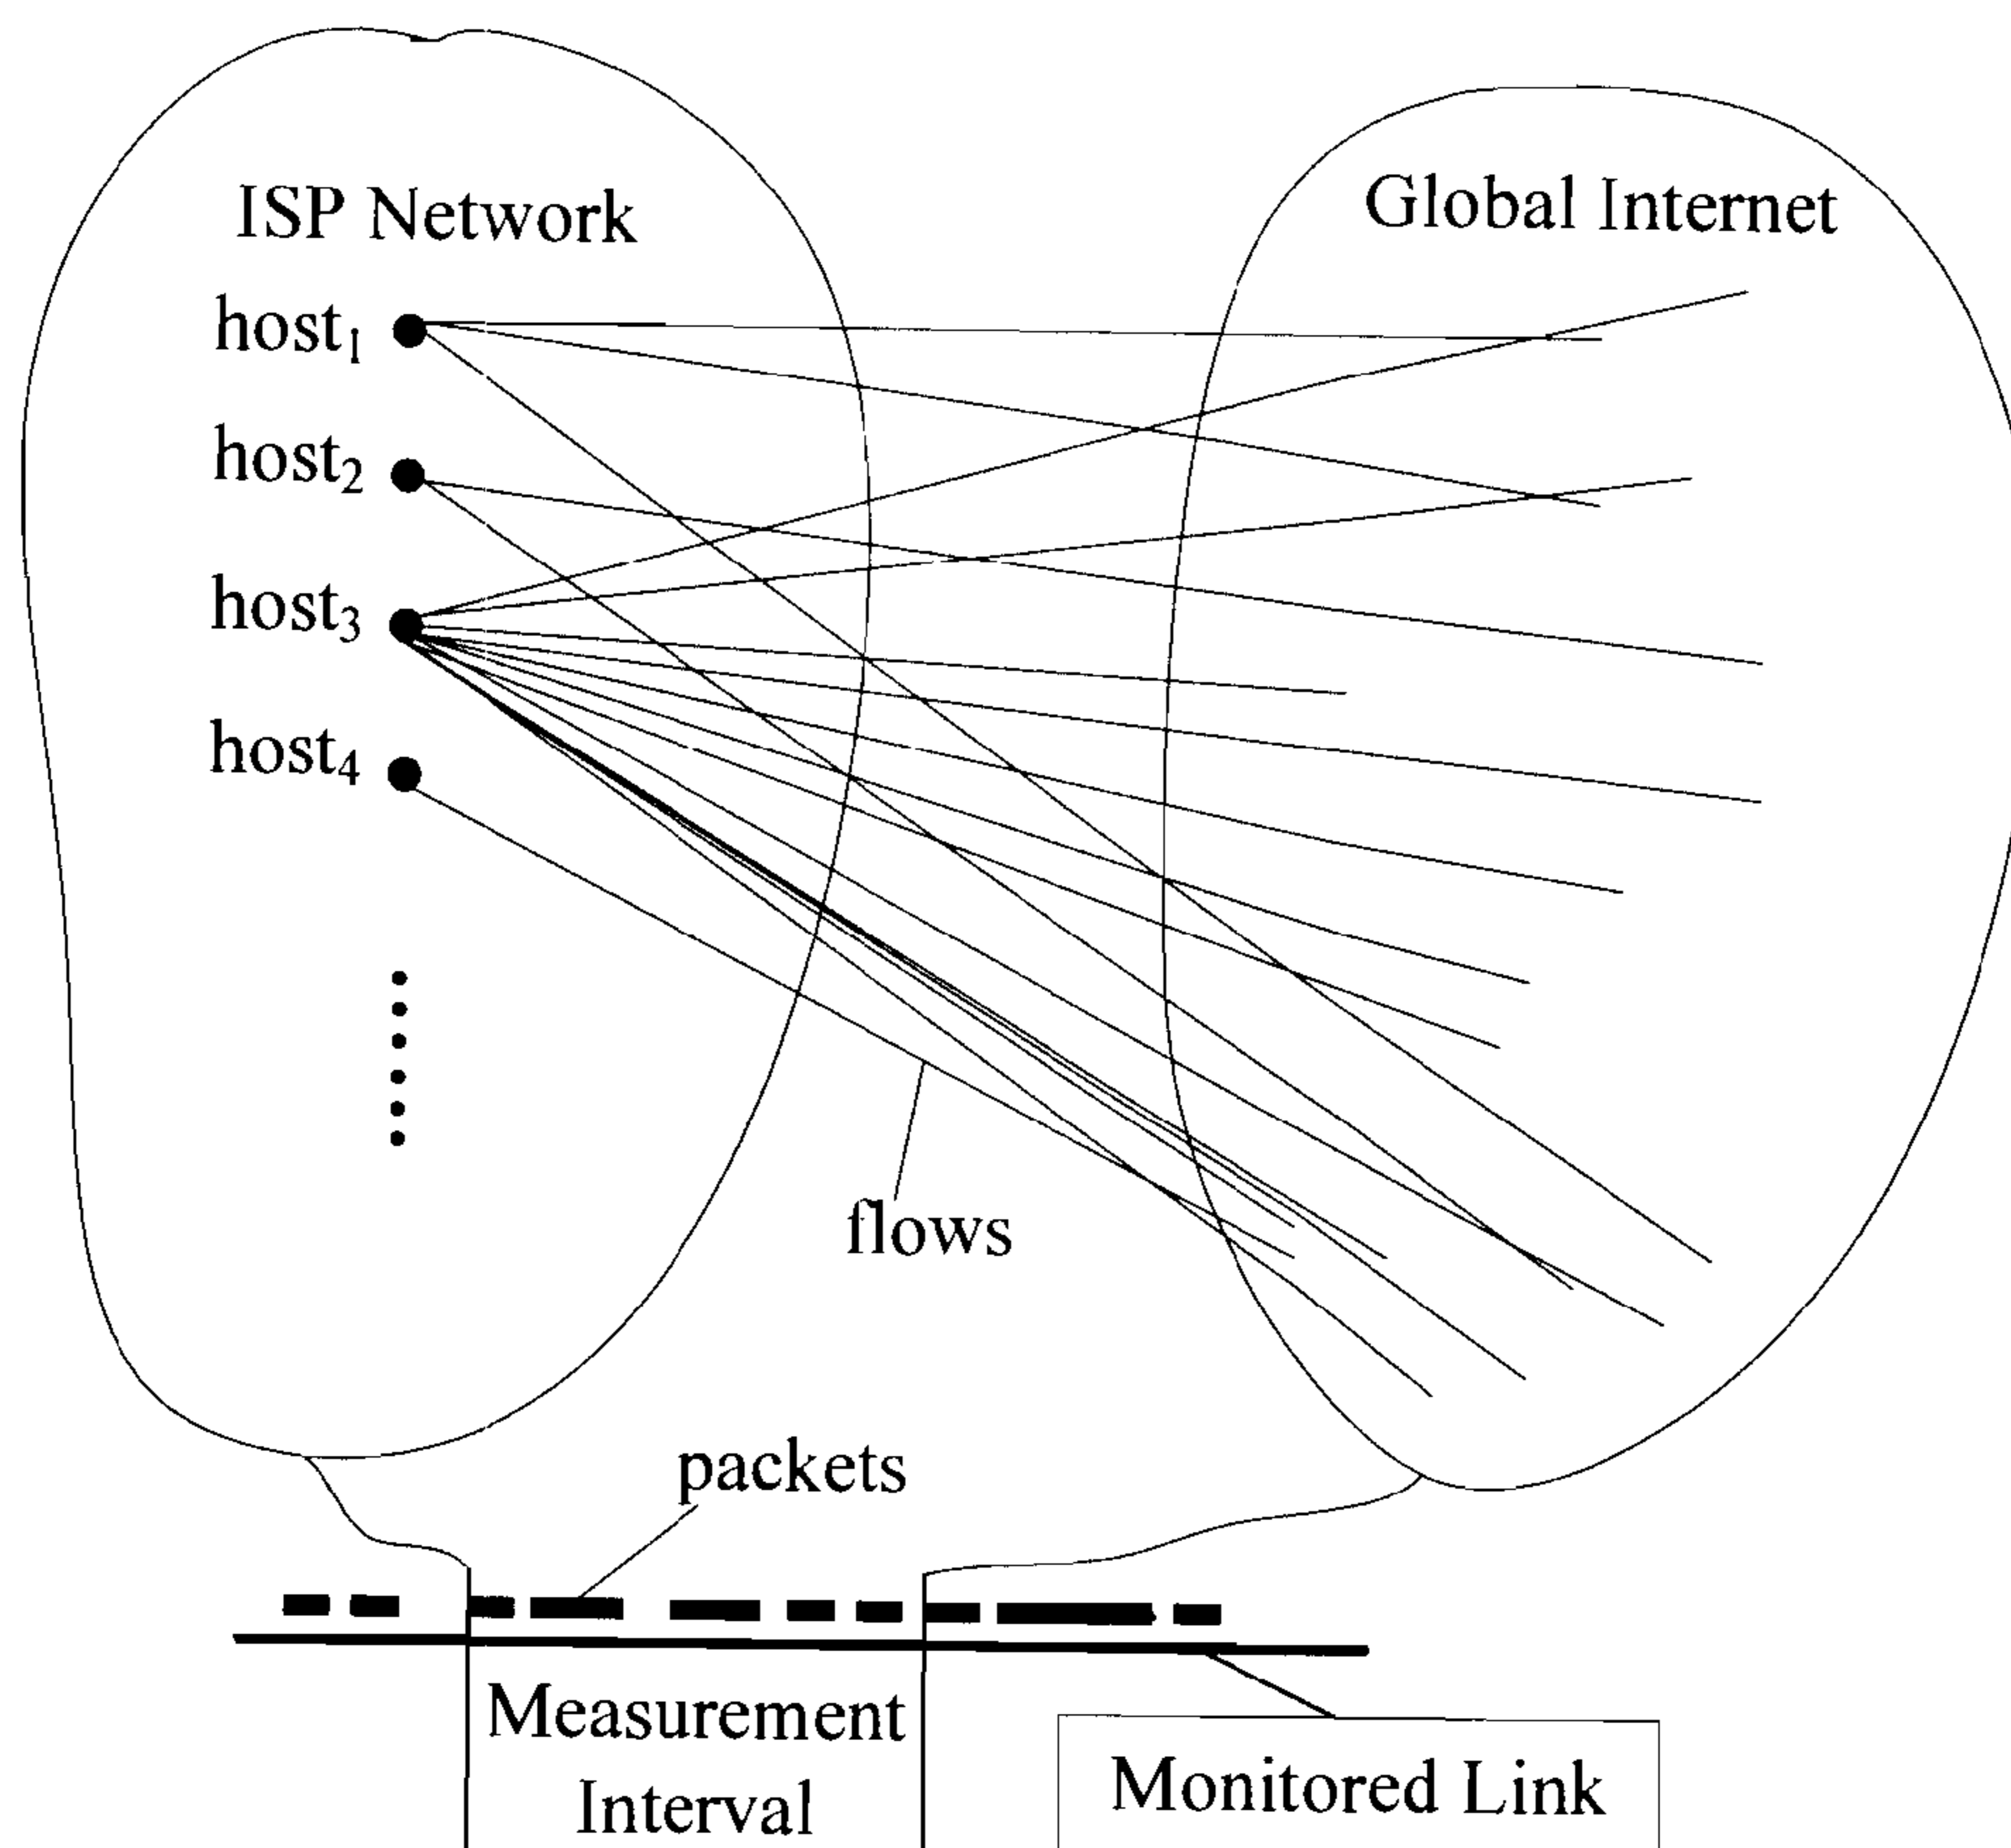 ISP Network
Global Internet
host1
host2
host3
host4
flows
packets
Measurement
Interval
Monitored Link